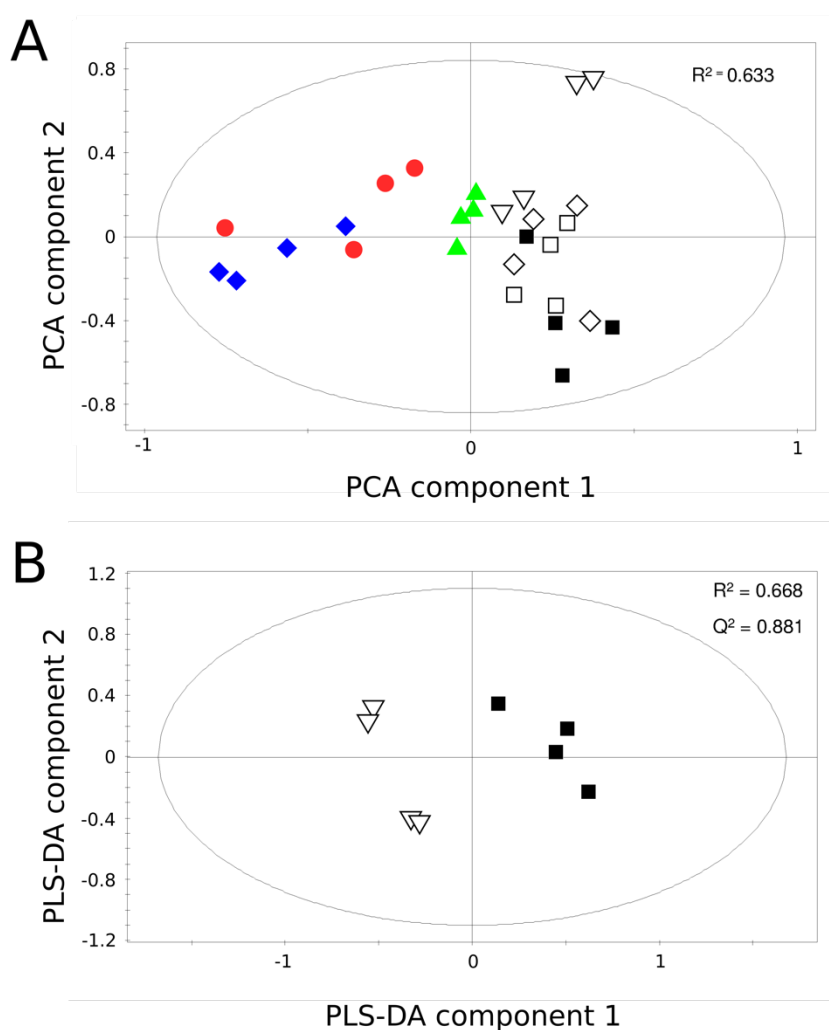 A
0.8
R² = 0.633
0.4
0
-0.4
-0.8
PCA component 2
-1
0
1
PCA component 1
B
1.2
R² = 0.668
0.8
Q² = 0.881
0.4
0
-0.4
-0.8
-1.2
PLS-DA component 2
-1
0
1
PLS-DA component 1